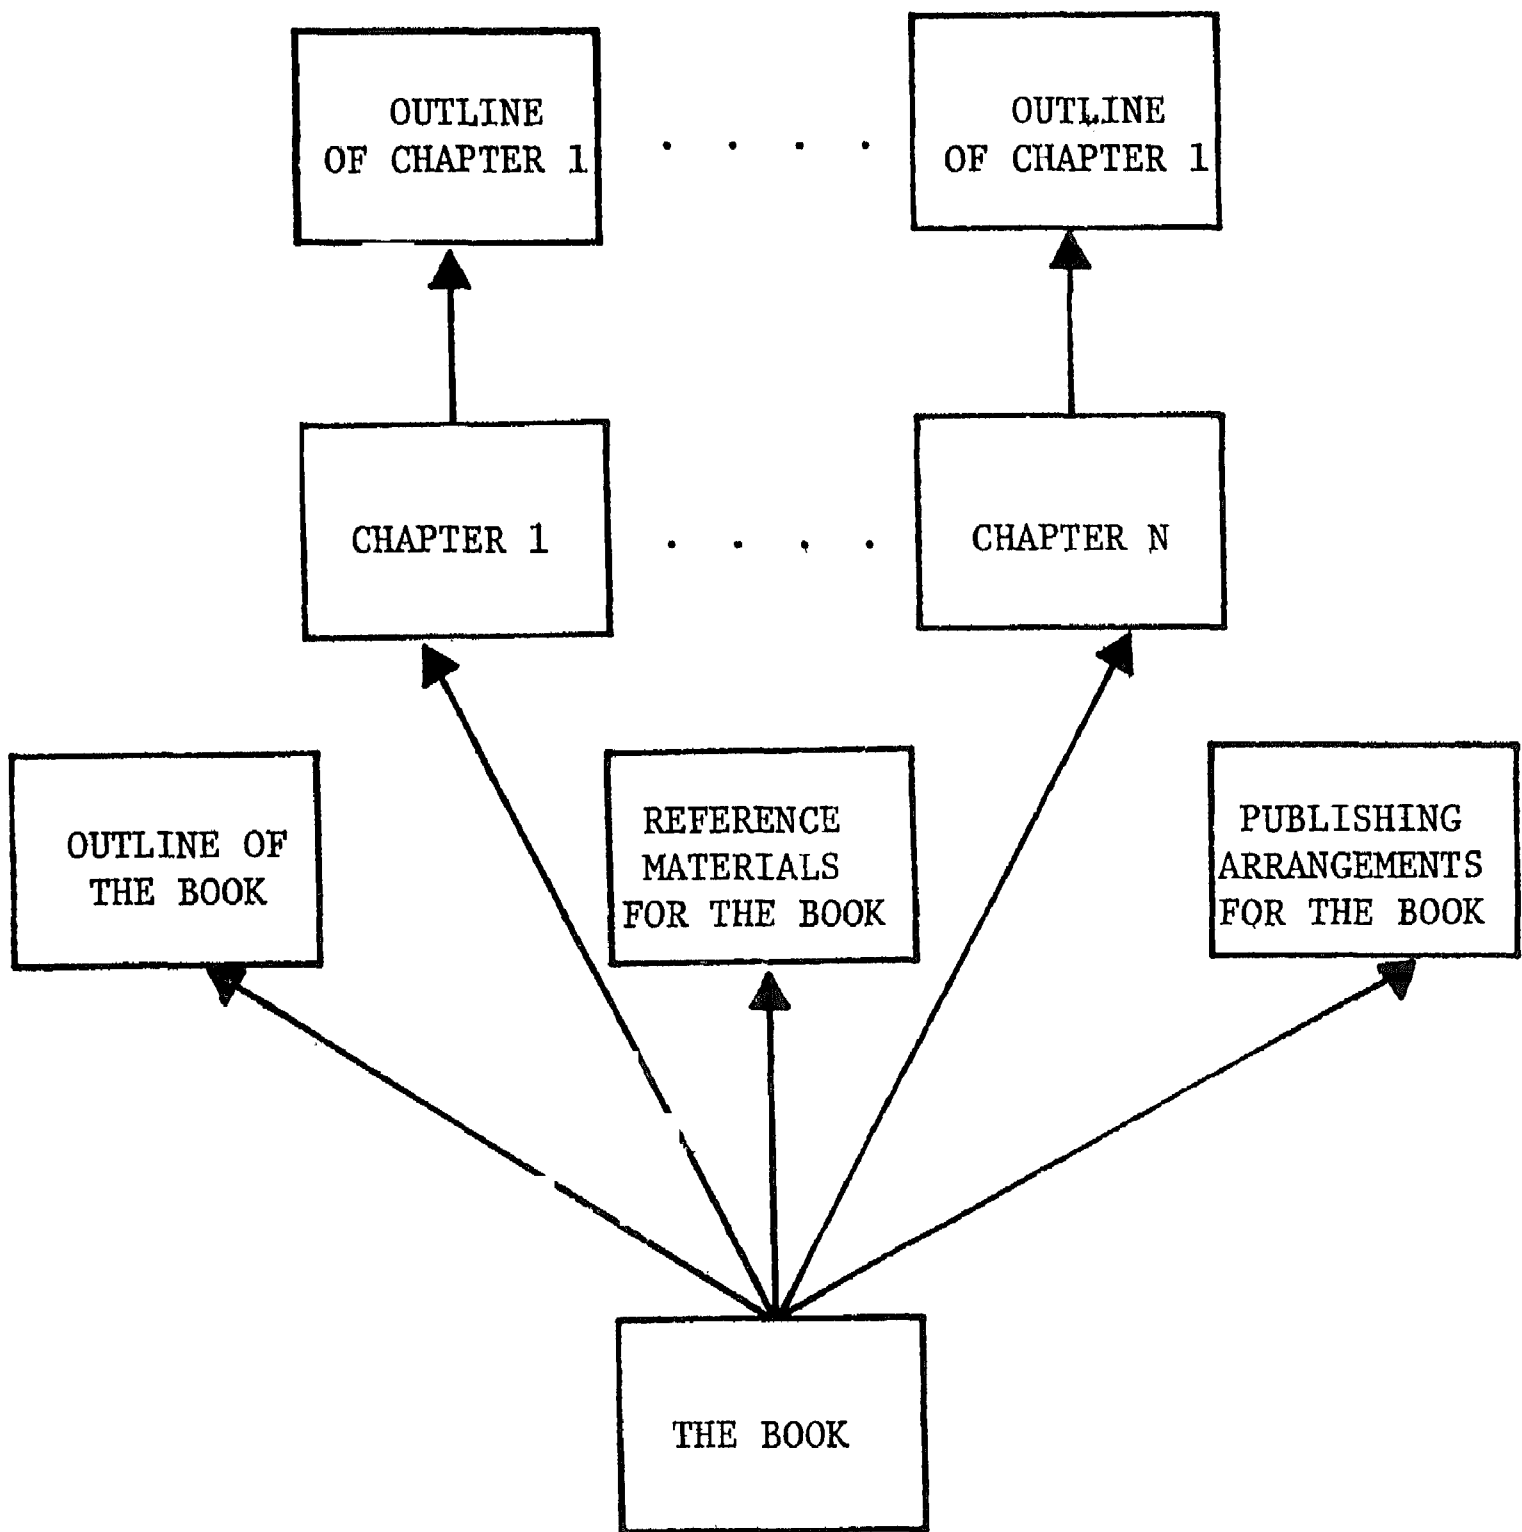 OUTLINE
OF CHAPTER 1
OUTLINE
OF CHAPTER 1
CHAPTER 1
CHAPTER N
OUTLINE OF
THE BOOK
REFERENCE
MATERIALS
FOR THE BOOK
PUBLISHING
ARRANGEMENTS
FOR THE BOOK
THE BOOK